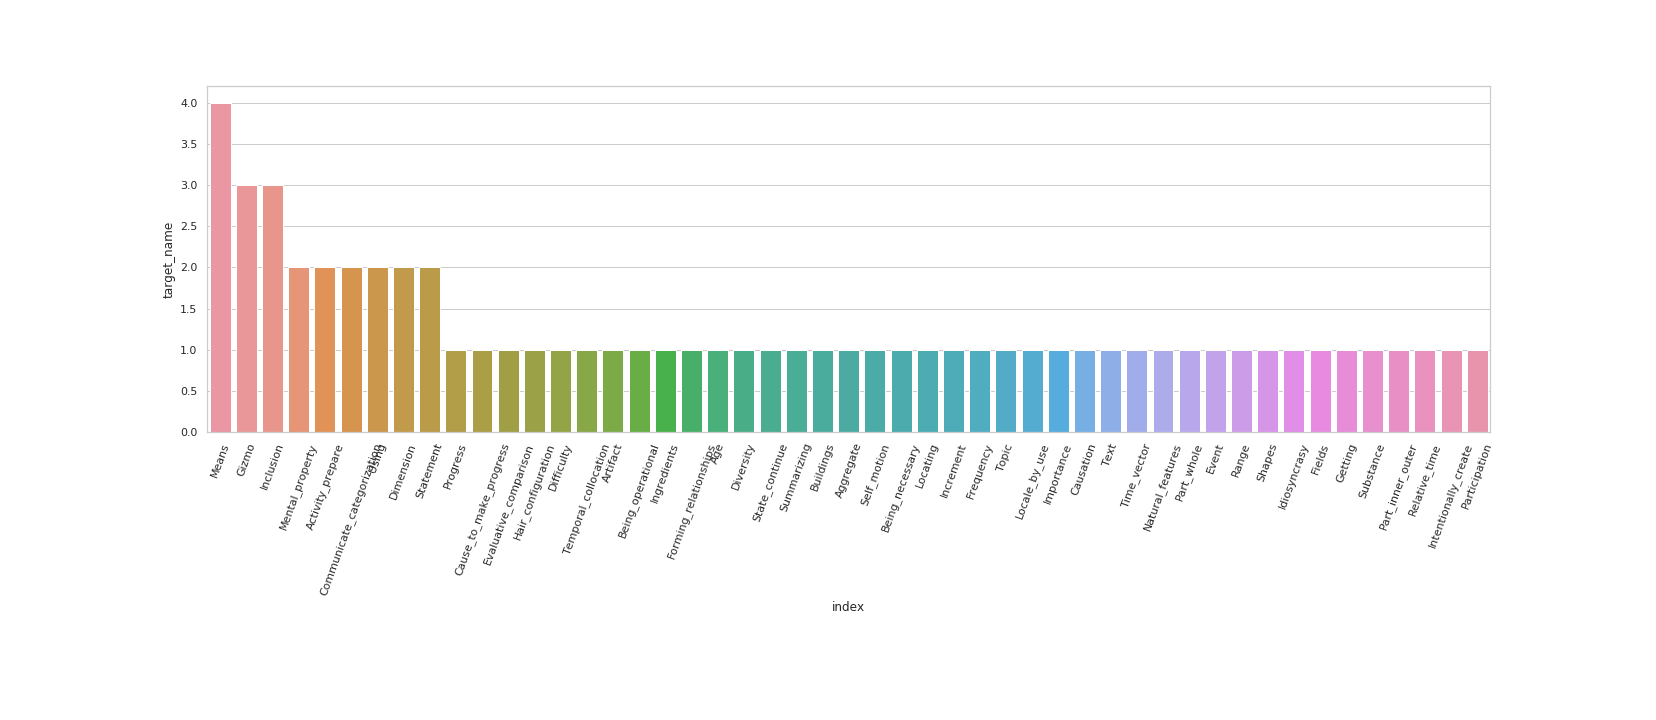 4.0
3.5
3.0
2.5
2.0
1.5
1.0
0.5
0.0
target_name
Means
Gizmo
Inclusion
Mental_property
Activity_prepare
Communicate_categorization
Using
Dimension
Statement
Progress
Cause_to_make_progress
Evaluative_comparison
Hair_configuration
Difficulty
Temporal_collocation
Artifact
Being_operational
Ingredients
Forming_relationships
Age
Diversity
State_continue
Summarizing
Buildings
Aggregate
Self_motion
Being_necessary
Locating
Increment
Frequency
Topic
Locale_by_use
Importance
Causation
Text
Time_vector
Natural_features
Part_whole
Event
Range
Shapes
Idiosyncrasy
Fields
Getting
Substance
Part_inner_outer
Relative_time
Intentionally_create
Participation
index